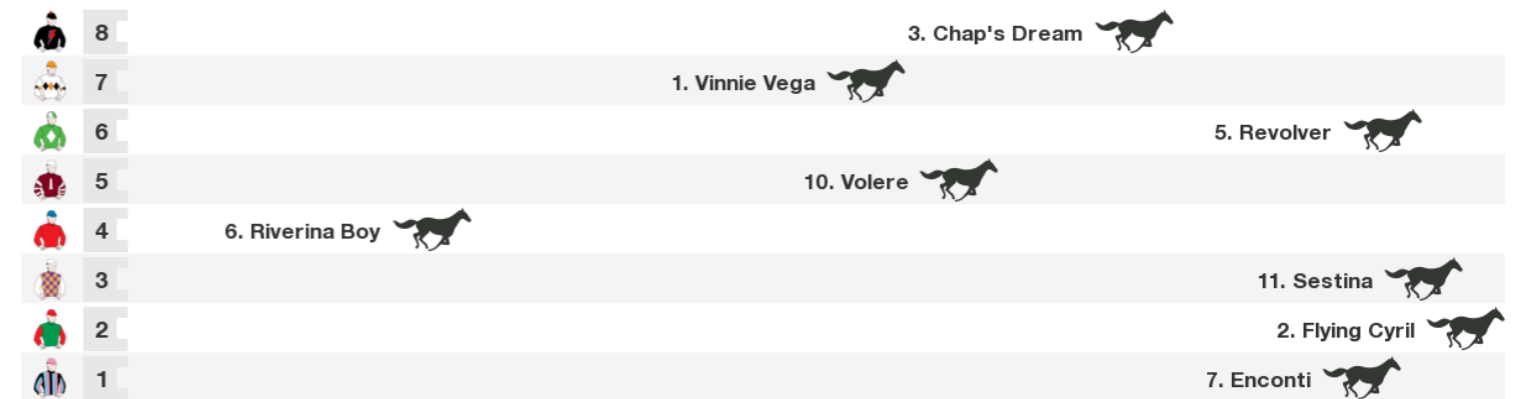 8 3. Chap's Dream
7 1. Vinnie Vega
6 5. Revolver
5 10. Volere
4 6. Riverina Boy
3 11. Sestina
2 2. Flying Cyril
1 7. Enconti